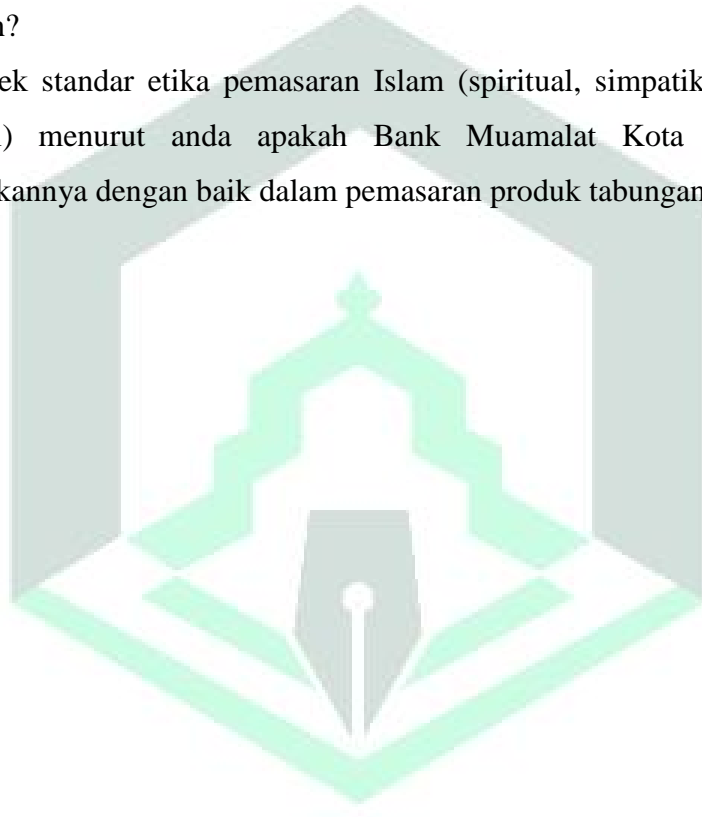 n?
ek standar etika pemasaran Islam (spiritual, simpatik
) menurut anda apakah Bank Muamalat Kota
kannya dengan baik dalam pemasaran produk tabungan